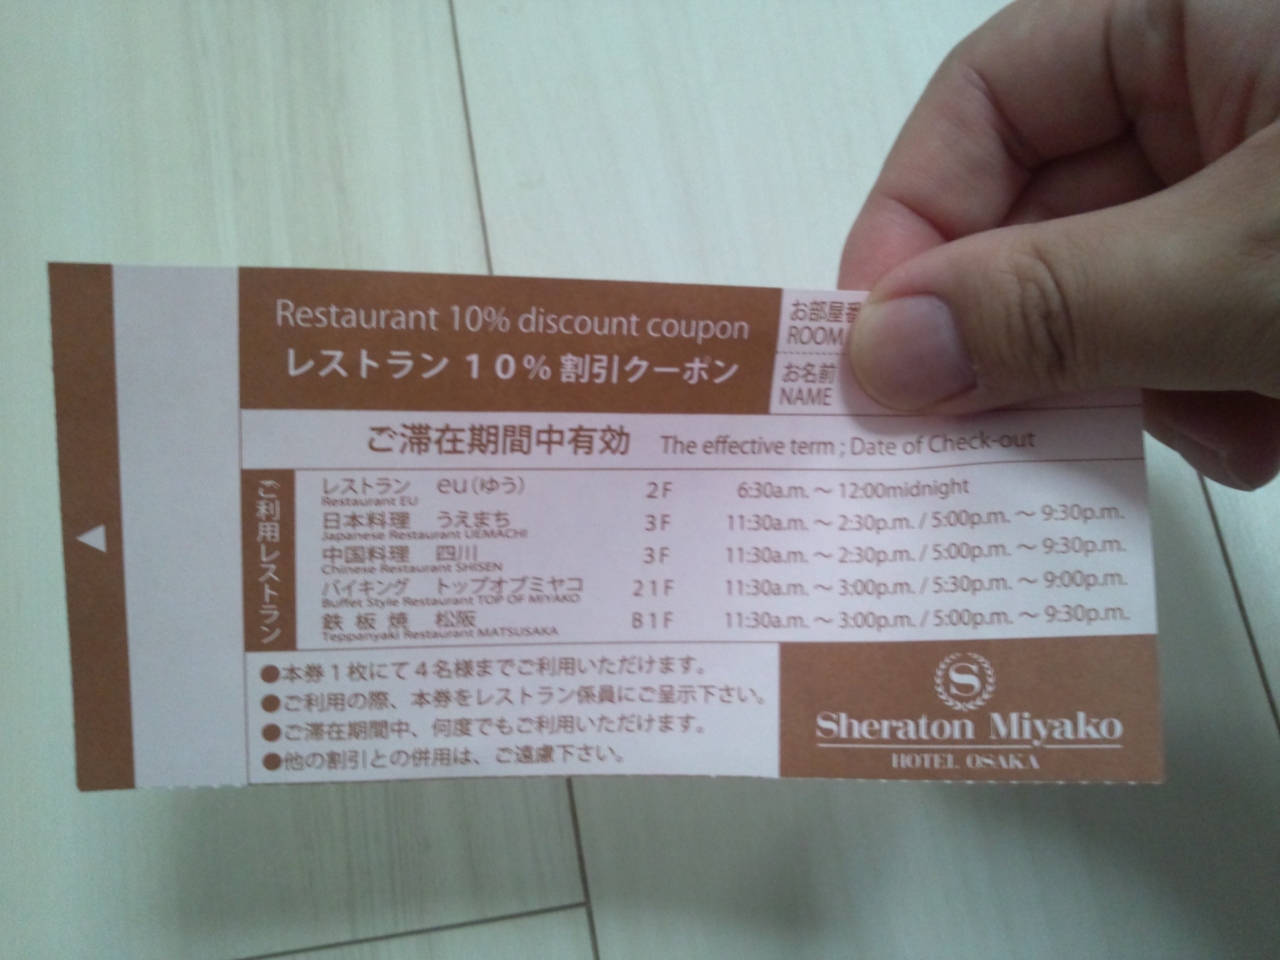 Restaurant 10% discount coupon
レストラン 10%割引クーポン
お部屋番
ROOM
お名前
NAME
ご滞在期間中有効 The effective term ; Date of Check-out
ご利用レストラン
レストラン eu(ゆう) 2F 6:30a.m. ～ 12:00midnight
Restaurant EU
日本料理 うえまち 3F 11:30a.m. ～ 2:30p.m. / 5:00p.m. ～ 9:30p.m.
Japanese Restaurant UEMACHI
中国料理 四川 3F 11:30a.m. ～ 2:30p.m. / 5:00p.m. ～ 9:30p.m.
Chinese Restaurant SHISEN
バイキング トップオブミヤコ 21F 11:30a.m. ～ 3:00p.m. / 5:30p.m. ～ 9:00p.m.
Buffet Style Restaurant TOP OF MIYAKO
鉄板焼 松阪 B1F 11:30a.m. ～ 3:00p.m. / 5:00p.m. ～ 9:30p.m.
Teppanyaki Restaurant MATSUSAKA
●本券1枚にて4名様までご利用いただけます。
●ご利用の際、本券をレストラン係員にご呈示下さい。
●ご滞在期間中、何度でもご利用いただけます。
●他の割引との併用は、ご遠慮下さい。
S
Sheraton Miyako
HOTEL OSAKA